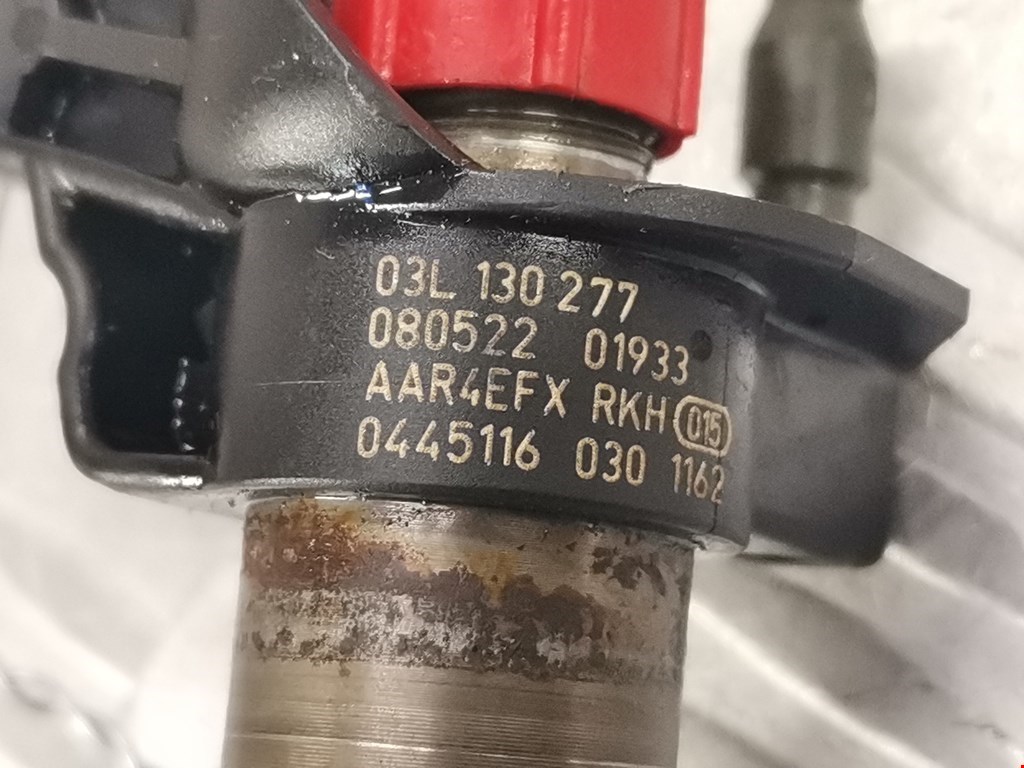 03L 130 277
080522 01933
AAR4EFX RKH 015
0445116 030 1162